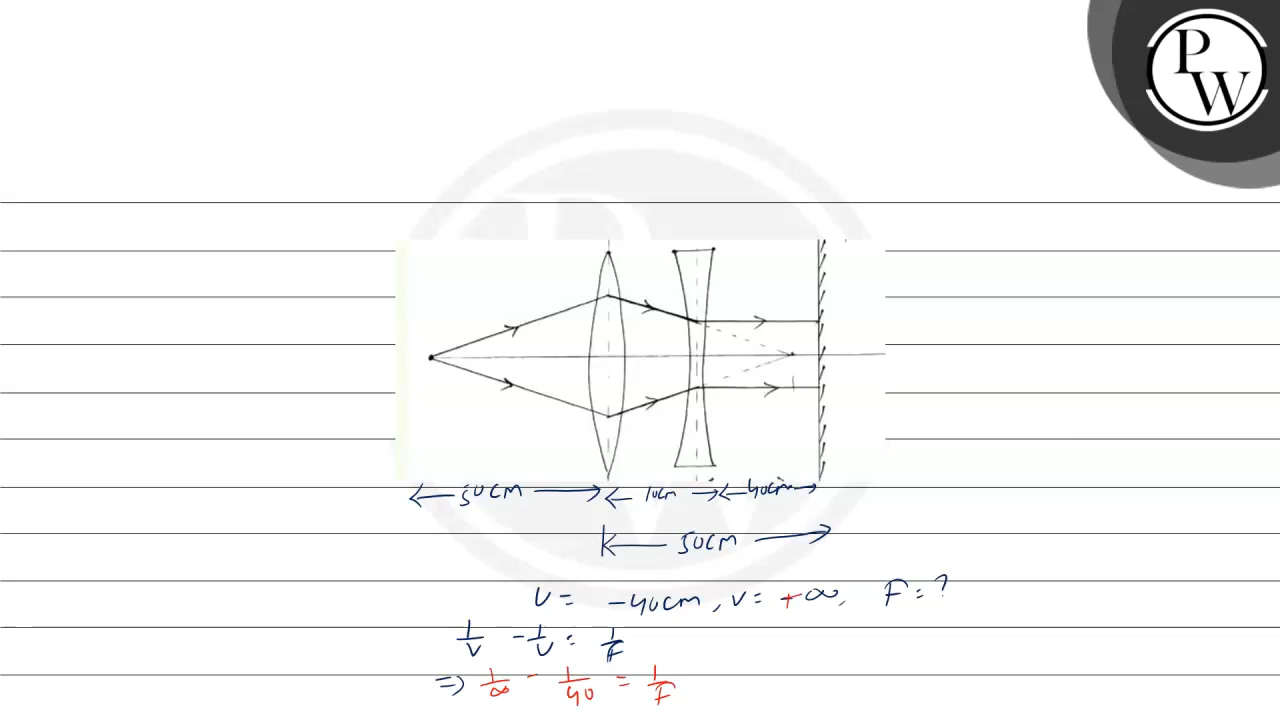 PW
50cm 10cm 40cm
50cm
U = -40cm, V = +∞, F = ?
1/V - 1/U = 1/F
=> 1/∞ - 1/40 = 1/F